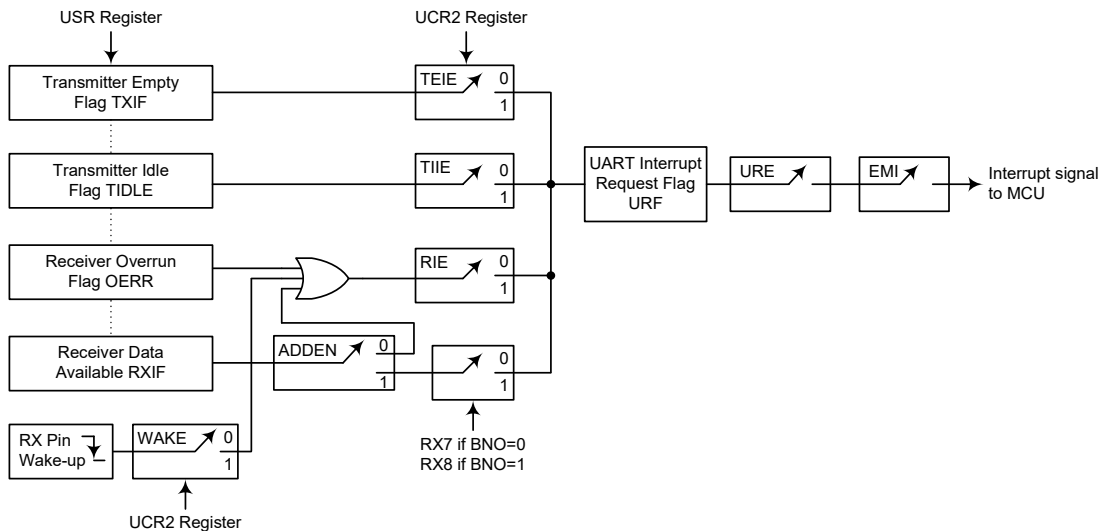 USR Register
UCR2 Register
Transmitter Empty
Flag TXIF
TEIE
0
1
Transmitter Idle
Flag TIDLE
TIIE
0
1
UART Interrupt
Request Flag
URF
URE
EMI
Interrupt signal
to MCU
Receiver Overrun
Flag OERR
RIE
0
1
Receiver Data
Available RXIF
ADDEN
0
1
0
1
RX Pin
Wake-up
WAKE
0
1
RX7 if BNO=0
RX8 if BNO=1
UCR2 Register